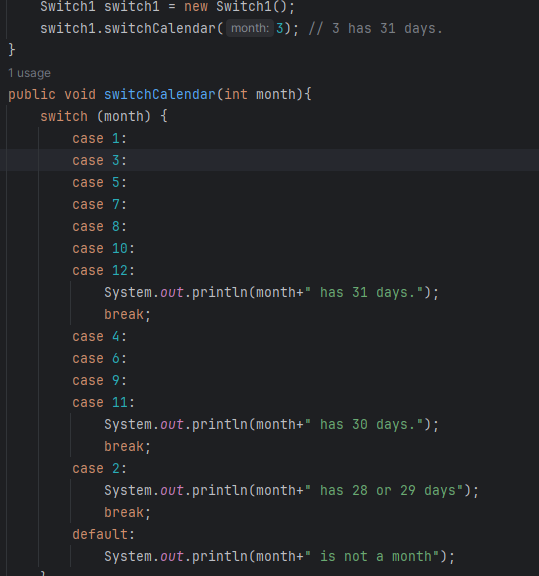 Switch1 switch1 = new Switch1();
switch1.switchCalendar( month: 3); // 3 has 31 days.
}
1 usage
public void switchCalendar(int month){
switch (month) {
case 1:
case 3:
case 5:
case 7:
case 8:
case 10:
case 12:
System.out.println(month+" has 31 days.");
break;
case 4:
case 6:
case 9:
case 11:
System.out.println(month+" has 30 days.");
break;
case 2:
System.out.println(month+" has 28 or 29 days");
break;
default:
System.out.println(month+" is not a month");
}